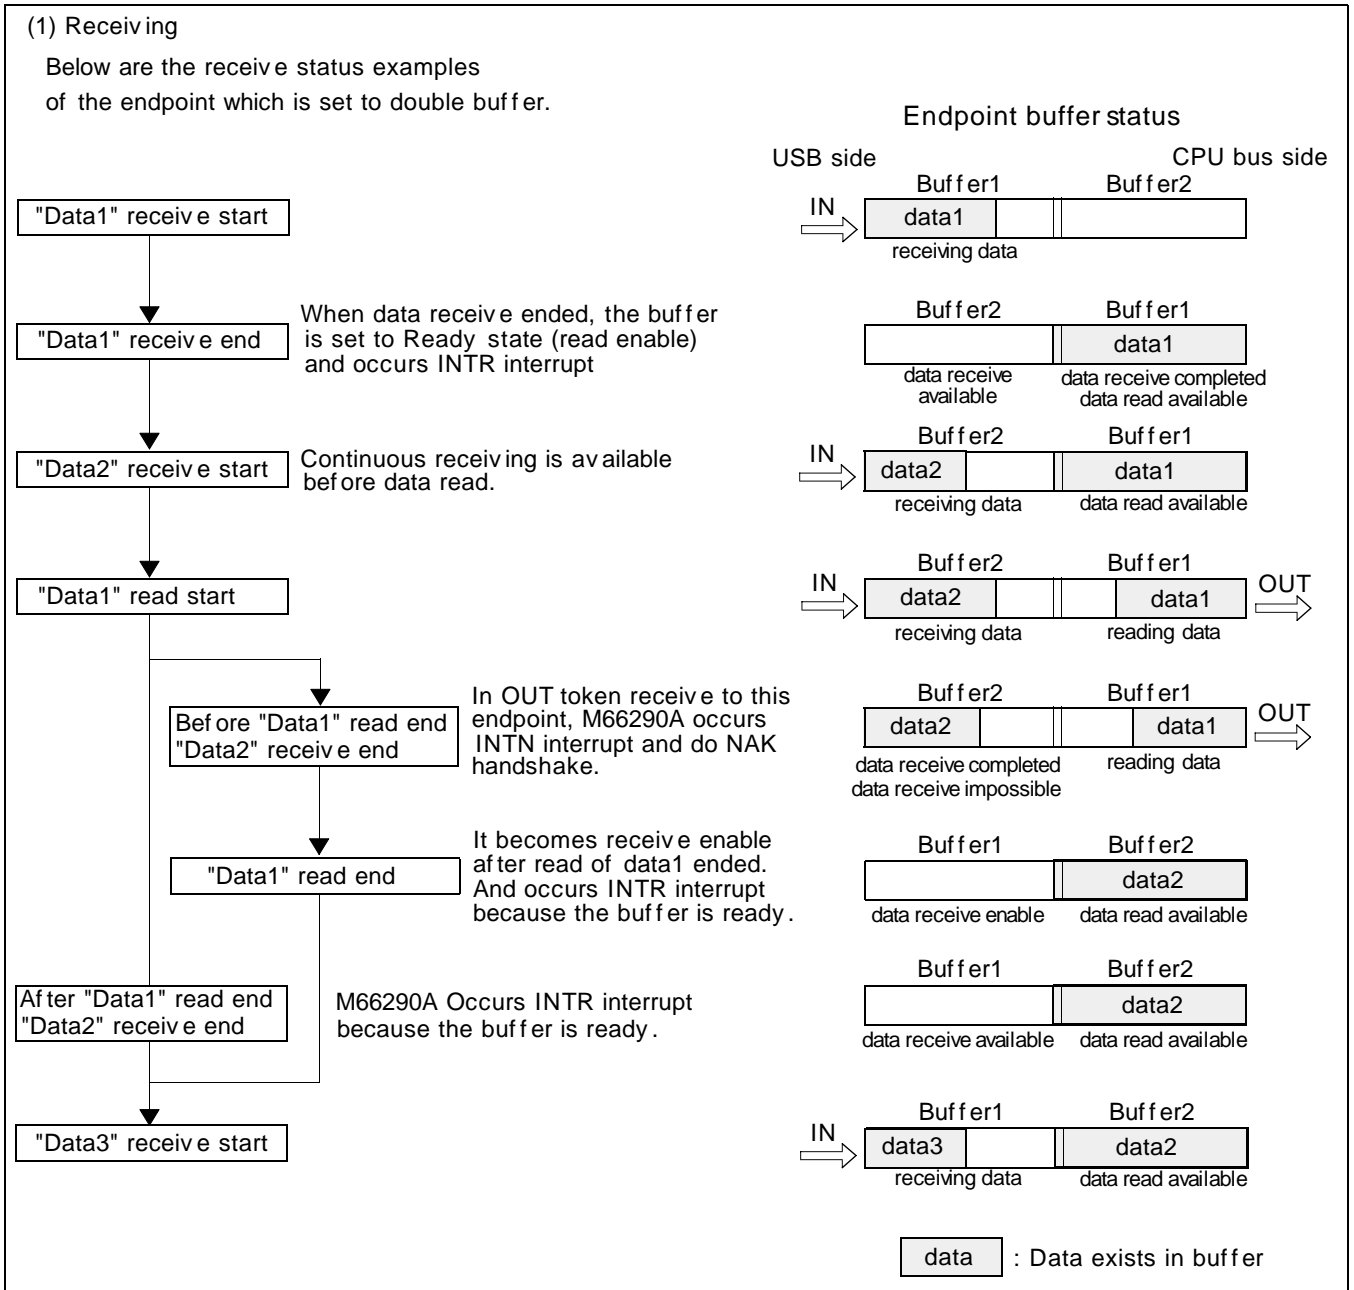 (1) Receiving
Below are the receive status examples
of the endpoint which is set to double buffer.
Endpoint buffer status
USB side
CPU bus side
"Data1" receive start
IN
Buffer1
Buffer2
data1
receiving data
"Data1" receive end
When data receive ended, the buffer
is set to Ready state (read enable)
and occurs INTR interrupt
Buffer2
Buffer1
data1
data receive
available
data receive completed
data read available
"Data2" receive start
Continuous receiving is available
before data read.
IN
Buffer2
Buffer1
data2
data1
receiving data
data read available
"Data1" read start
IN
Buffer2
Buffer1
data2
data1
OUT
receiving data
reading data
Before "Data1" read end
"Data2" receive end
In OUT token receive to this
endpoint, M66290A occurs
INTN interrupt and do NAK
handshake.
Buffer2
Buffer1
data2
data1
OUT
data receive completed
data receive impossible
reading data
"Data1" read end
It becomes receive enable
after read of data1 ended.
And occurs INTR interrupt
because the buffer is ready.
Buffer1
Buffer2
data2
data receive enable
data read available
After "Data1" read end
"Data2" receive end
M66290A Occurs INTR interrupt
because the buffer is ready.
Buffer1
Buffer2
data2
data receive available
data read available
"Data3" receive start
IN
Buffer1
Buffer2
data3
data2
receiving data
data read available
data : Data exists in buffer